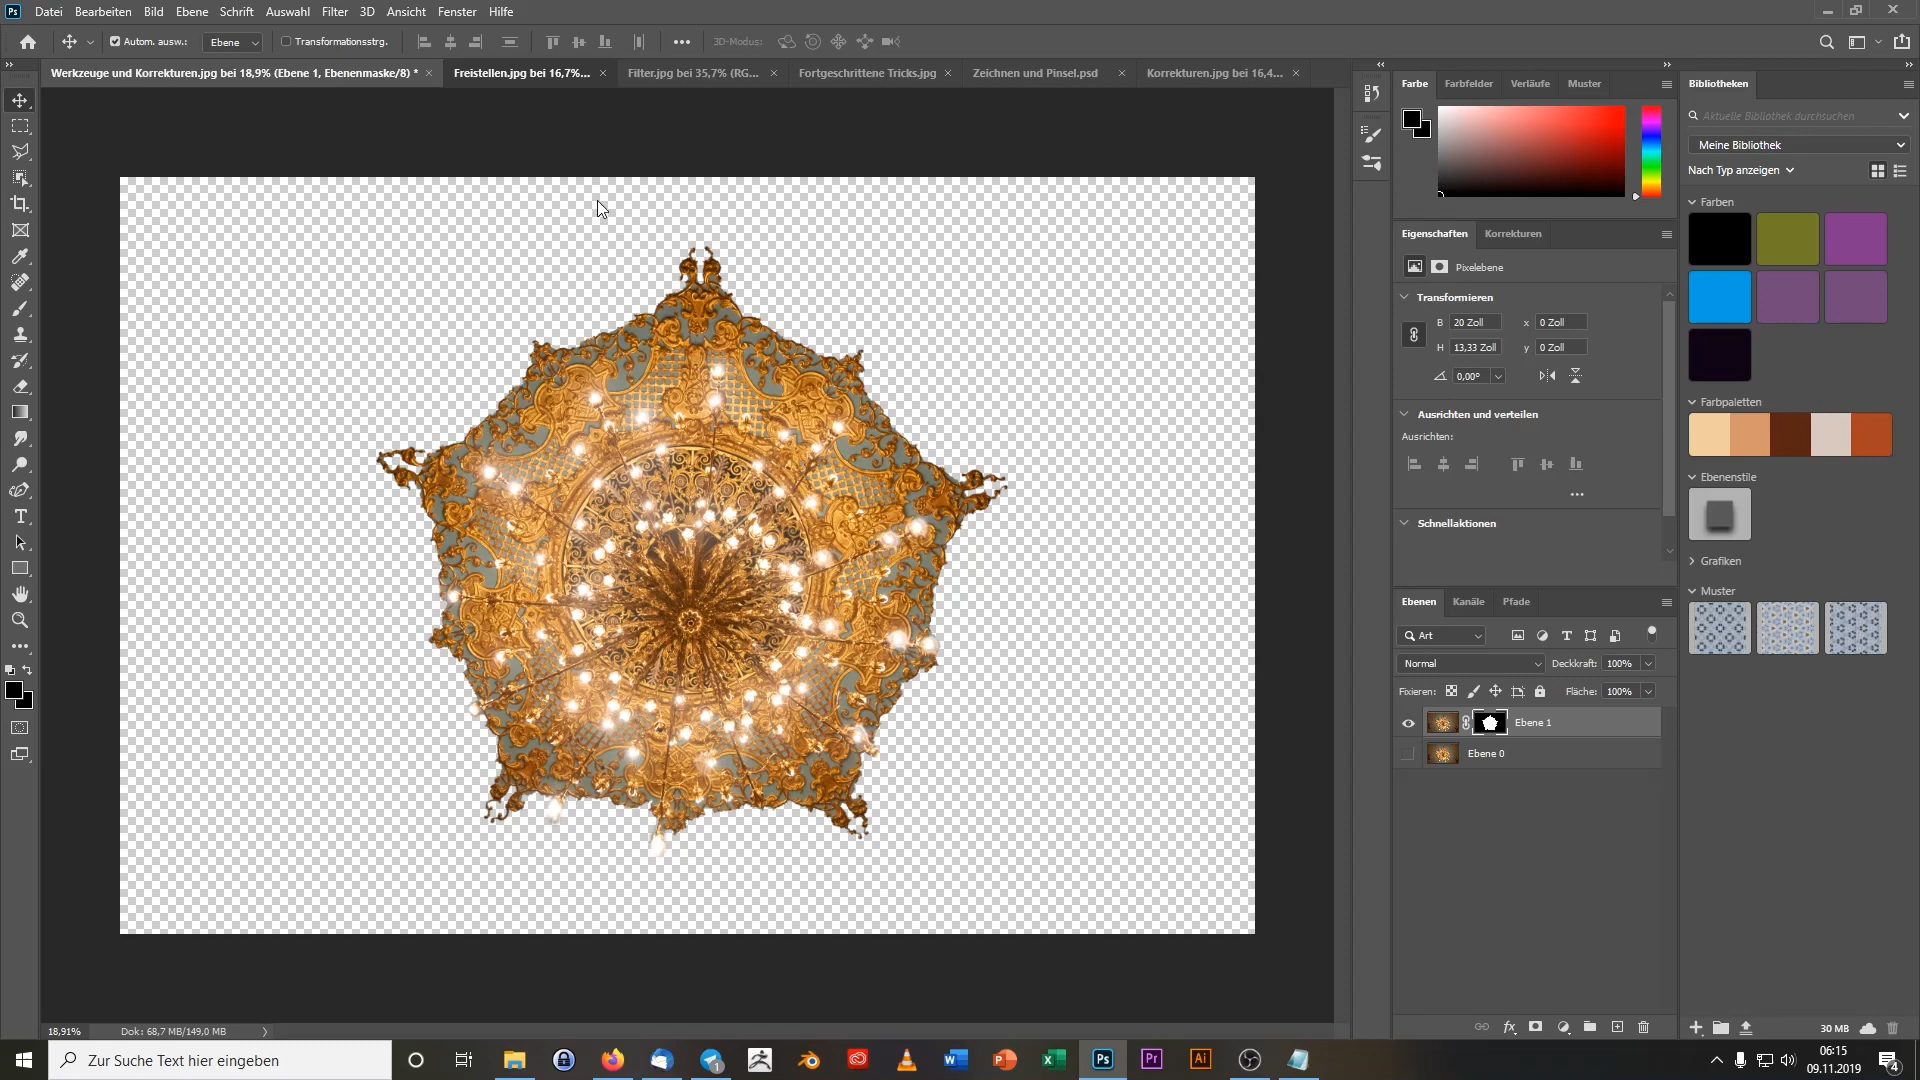 Datei Bearbeiten Bild Ebene Schrift Auswahl Filter 3D Ansicht Fenster Hilfe
Autom. ausw.: Ebene Transformationsstrg. 3D-Modus:
Werkzeuge und Korrekturen.jpg bei 18,9% (Ebene 1, Ebenenmaske/8) * Freistellen.jpg bei 16,7%... Filter.jpg bei 35,7% (RG... Fortgeschrittene Tricks.jpg Zeichnen und Pinsel.psd Korrekturen.jpg bei 16,4...
Farbe Farbfelder Verläufe Muster
Eigenschaften Korrekturen
Pixelebene
Transformieren
B 20 Zoll x 0 Zoll
H 13,33 Zoll y 0 Zoll
0,00°
Ausrichten und verteilen
Ausrichten:
Schnellaktionen
Ebenen Kanäle Pfade
Art
Normal Deckkraft: 100%
Fixieren: Fläche: 100%
Ebene 1
Ebene 0
Bibliotheken
Aktuelle Bibliothek durchsuchen
Meine Bibliothek
Nach Typ anzeigen
Farben
Farbpaletten
Ebenenstile
Grafiken
Muster
30 MB
18,91% Dok: 68,7 MB/149,0 MB
Zur Suche Text hier eingeben
06:15
09.11.2019